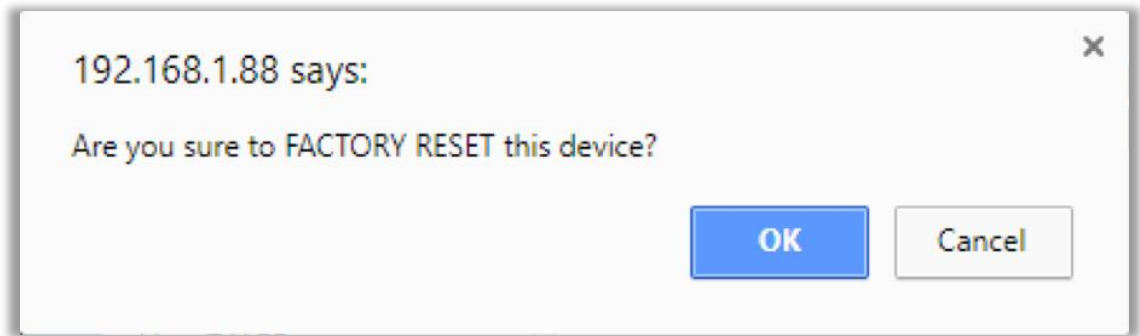 192.168.1.88 says:
Are you sure to FACTORY RESET this device?
OK
Cancel